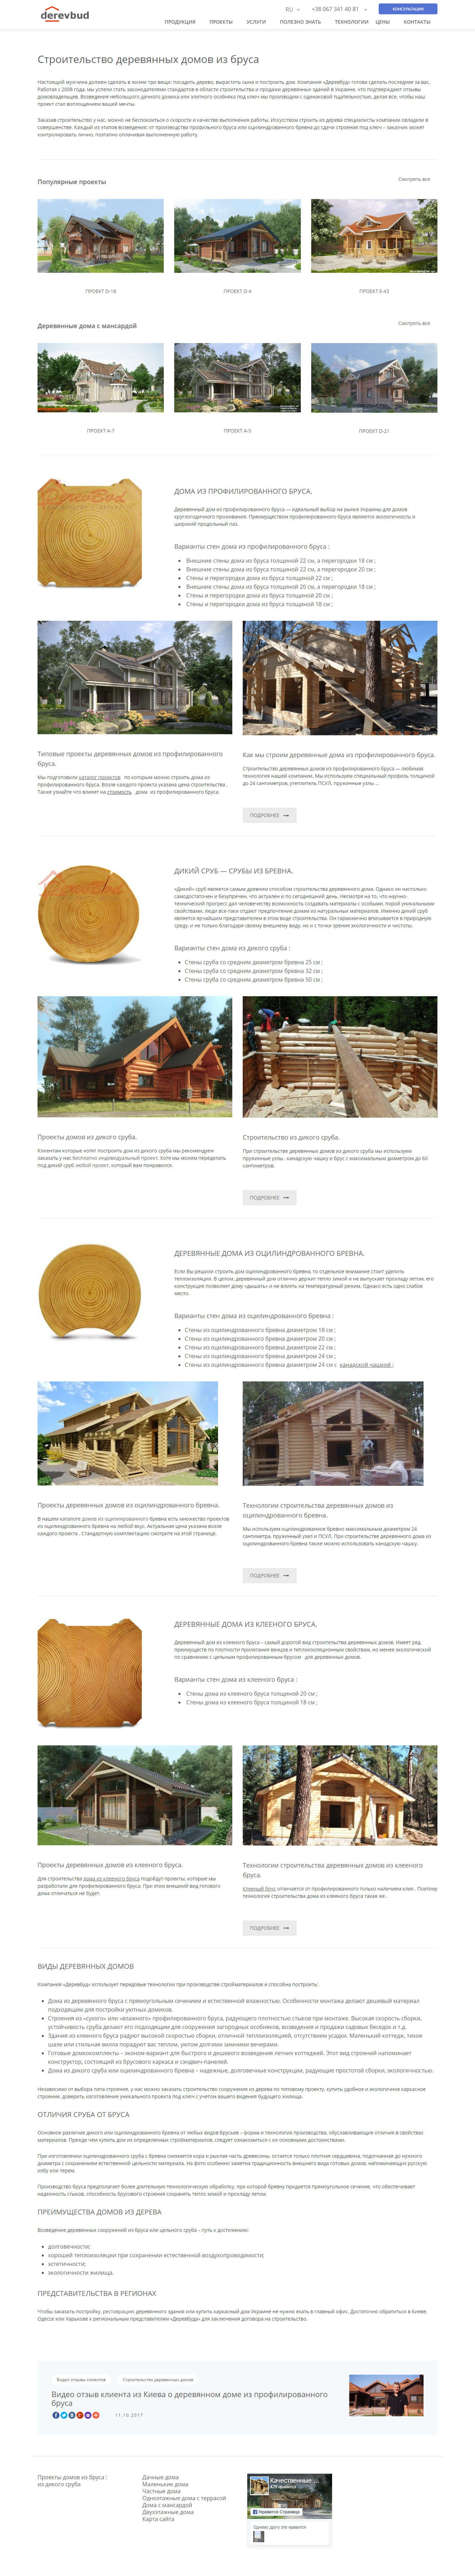 derevbud
RU
+38 067 341 40 81
КОНСУЛЬТАЦИЯ
ПРОДУКЦИЯ ПРОЕКТЫ УСЛУГИ ПОЛЕЗНО ЗНАТЬ ТЕХНОЛОГИИ ЦЕНЫ КОНТАКТЫ
Строительство деревянных домов из бруса
Настоящий мужчина должен сделать в жизни три вещи: посадить дерево, вырастить сына и построить дом. Компания «Деревбуд» готова сделать последнее за вас.
Работая с 2008 года, мы успели стать законодателями стандартов в области строительства и продажи деревянных зданий в Украине, что подтверждают отзывы
домовладельцев. Возведение небольшого дачного домика или элитного особняка под ключ мы производим с одинаковой тщательностью, делая все, чтобы наш
проект стал воплощением вашей мечты.
Заказав строительство у нас, можно не беспокоиться о скорости и качестве выполнения работы. Искусством строить из дерева специалисты компании овладели в
совершенстве. Каждый из этапов возведения: от производства профильного бруса или оцилиндрованного бревна до сдачи строения под ключ – заказчик может
контролировать лично, поэтапно оплачивая выполненную работу.
Популярные проекты
Смотреть все
ПРОЕКТ D-18
ПРОЕКТ D-4
ПРОЕКТ E-43
Деревянные дома с мансардой
Смотреть все
ПРОЕКТ A-7
ПРОЕКТ A-5
ПРОЕКТ D-21
DerevBud
ДОМА ИЗ ПРОФИЛИРОВАННОГО БРУСА.
Деревянный дом из профилированного бруса — идеальный выбор на рынке Украины для домов
круглогодичного проживания. Преимуществом профилированного бруса является экологичность и
широкий продольный паз.
Варианты стен дома из профилированного бруса :
Внешние стены дома из бруса толщиной 22 см, а перегородки 18 см ;
Внешние стены дома из бруса толщиной 22 см, а перегородки 20 см ;
Стены и перегородки дома из бруса толщиной 22 см ;
Внешние стены дома из бруса толщиной 20 см, а перегородки 18 см ;
Стены и перегородки дома из бруса толщиной 20 см ;
Стены и перегородки дома из бруса толщиной 18 см ;
Типовые проекты деревянных домов из профилированного
бруса.
Мы подготовили каталог проектов по которым можно строить дома из
профилированного бруса. Возле каждого проекта указана цена строительства .
Также узнайте что влияет на стоимость дома из профилированного бруса.
Как мы строим деревянные дома из профилированного бруса.
Строительство деревянных домов из профилированного бруса — любимая
технология нашей компании. Мы используем специальный профиль толщиной
до 24 сантиметров, утеплитель ПСУЛ, пружинные узлы ...
ПОДРОБНЕЕ
ДИКИЙ СРУБ — СРУБЫ ИЗ БРЕВНА.
«Дикий» сруб является самым древним способом строительства деревянного дома. Однако он настолько
самодостаточен и безупречен, что актуален и по сегодняшний день. Несмотря на то, что научно-
технический прогресс дал человечеству возможность создавать материалы с особыми, порой уникальными
свойствами, люди все-таки отдают предпочтение домам из натуральных материалов. Именно дикий сруб
является ярчайшим представителем в этом виде строительства. Он гармонично вписывается в природную
среду, и не только благодаря своему внешнему виду, но и с точки зрения экологичности и чистоты.
Варианты стен дома из дикого сруба :
Стены сруба со средним диаметром бревна 25 см ;
Стены сруба со средним диаметром бревна 32 см ;
Стены сруба со средним диаметром бревна 50 см ;
Проекты домов из дикого сруба.
Клиентам которые хотят построить дом из дикого сруба мы рекомендуем
заказать у нас бесплатно индивидуальный проект. Хотя мы можем переделать
под дикий сруб любой проект, который вам понравился.
Строительство из дикого сруба.
При строительстве деревянных домов из дикого сруба мы используем
пружинные узлы , канадскую чашку и брус с максимальным диаметром до 60
сантиметров.
ПОДРОБНЕЕ
ДЕРЕВЯННЫЕ ДОМА ИЗ ОЦИЛИНДРОВАННОГО БРЕВНА.
Если Вы решили строить дом оцилиндрованного бревна, то отдельное внимание стоит уделить
теплоизоляции. В целом, деревянный дом отлично держит тепло зимой и не выпускает прохладу летом, его
конструкция позволяет дому «дышать» и не влиять на температурный режим. Однако есть одно слабое
место.
Варианты стен дома из оцилиндрованного бревна :
Стены из оцилиндрованного бревна диаметром 18 см ;
Стены из оцилиндрованного бревна диаметром 20 см ;
Стены из оцилиндрованного бревна диаметром 22 см ;
Стены из оцилиндрованного бревна диаметром 24 см ;
Стены из оцилиндрованного бревна диаметром 24 см с канадской чашкой ;
Проекты деревянных домов из оцилиндрованного бревна.
В нашем каталоге домов из оцилиндрованного бревна есть множество проектов
из оцилиндрованного бревна на любой вкус. Актуальная цена указана возле
каждого проекта . Стандартную комплектацию смотрите на этой странице.
Технологии строительства деревянных домов из
оцилиндрованного бревна.
Мы используем оцилиндрованное бревно максимальным диаметром 24
сантиметра, пружинный узел и ПСУЛ. При строительстве деревянного дома из
оцилиндрованного бревна также можно использовать канадскую чашку.
ПОДРОБНЕЕ
ДЕРЕВЯННЫЕ ДОМА ИЗ КЛЕЕНОГО БРУСА.
Деревянный дом из клееного бруса – самый дорогой вид строительства деревянных домов. Имеет ряд
преимуществ по плотности прилегания венцов и теплоизоляционным свойствам, но менее экологический
по сравнению с цельным профилированным брусом для деревянных домов.
Варианты стен дома из клееного бруса :
Стены дома из клееного бруса толщиной 20 см ;
Стены дома из клееного бруса толщиной 18 см ;
Проекты деревянных домов из клееного бруса.
Для строительства дома из клееного бруса подойдут проекты, которые мы
разработали для профилированного бруса. При этом внешний вид готового
дома отличаться не будет.
Технологии строительства деревянных домов из клееного
бруса.
Клееный брус отличается от профилированного только наличием клея . Поэтому
технология строительства дома из клееного бруса такая же .
ПОДРОБНЕЕ
ВИДЫ ДЕРЕВЯННЫХ ДОМОВ
Компания «Деревбуд» использует передовые технологии при производстве стройматериалов и способна построить:
Дома из деревянного бруса с прямоугольным сечением и естественной влажностью. Особенности монтажа делают дешевый материал
подходящим для постройки уютных домиков.
Строения из «сухого» или «влажного» профилированного бруса, радующего плотностью стыков при монтаже. Высокая скорость сборки,
устойчивость сруба делают его подходящим для сооружения загородных особняков, возведения и продажи садовых беседок и т.д.
Здания из клееного бруса радуют высокой скоростью сборки, отличной теплоизоляцией, отсутствием усадки. Маленький коттедж, тихое
шале или стильная вилла порадуют вас теплом, уютом долгими зимними вечерами.
Готовые домокомплекты – эконом-вариант для быстрого и дешевого возведения летних коттеджей. Этот вид строений напоминает
конструктор, состоящий из брусового каркаса и сэндвич-панелей.
Дома из дикого сруба или оцилиндрованного бревна – надежные, долговечные конструкции, радующие простотой сборки, экологичностью.
Независимо от выбора типа строения, у нас можно заказать строительство сооружения из дерева по типовому проекту, купить удобное и экологичное каркасное
строение, доверить изготовление уникального проекта под ключ с учетом вашего видения будущего жилища.
ОТЛИЧИЯ СРУБА ОТ БРУСА
Основное различие дикого или оцилиндрованного бревна от любых видов брусьев – форма и технология производства, обуславливающие отличия в свойствах
материалов. Прежде чем купить дом из определенных стройматериалов, следует ознакомиться с их основными достоинствами.
При изготовлении оцилиндрованного сруба с бревна снимается кора и рыхлая часть древесины, остается только плотная сердцевина, подогнанная до нужного
диаметра с сохранением естественной цельности материала. На фото особенно заметна традиционность внешнего вида готовых домов, напоминающих русскую
избу или терем.
Производство бруса предполагает более длительную технологическую обработку, при которой бревну придается прямоугольное сечение, что обеспечивает
надежность стыков, способность брусового строения сохранять тепло зимой и прохладу летом.
ПРЕИМУЩЕСТВА ДОМОВ ИЗ ДЕРЕВА
Возведение деревянных сооружений из бруса или цельного сруба – путь к достижению:
долговечности;
хорошей теплоизоляции при сохранении естественной воздухопроводимости;
эстетичности;
экологичности жилища.
ПРЕДСТАВИТЕЛЬСТВА В РЕГИОНАХ
Чтобы заказать постройку, реставрацию деревянного здания или купить каркасный дом Украине не нужно ехать в главный офис. Достаточно обратиться в Киеве,
Одессе или Харькове к региональным представителям «Деревбуда» для заключения договора на строительство.
Видео отзывы клиентов
Строительство деревянных домов
Видео отзыв клиента из Киева о деревянном доме из профилированного
бруса
11.10.2017
Проекты домов из бруса :
из дикого сруба
Дачные дома
Маленькие дома
Частные дома
Одноэтажные дома с террасой
Дома с мансардой
Двухэтажные дома
Карта сайта
Качественные ...
Нравится Страница
Одному другу это нравится